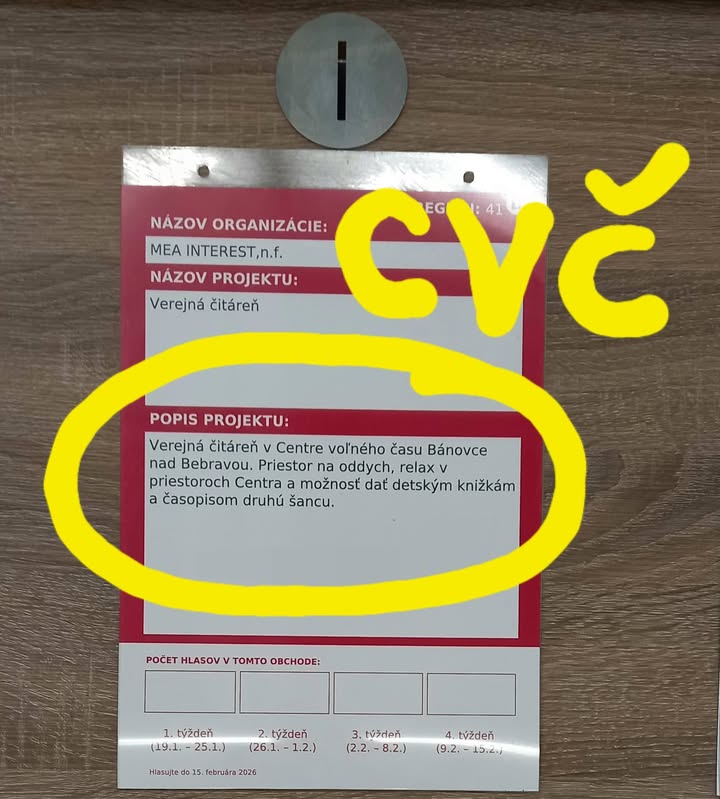 CVČ
41
NÁZOV ORGANIZÁCIE:
MEA INTEREST,n.f.
NÁZOV PROJEKTU:
Verejná čitáreň
POPIS PROJEKTU:
Verejná čitáreň v Centre voľného času Bánovce
nad Bebravou. Priestor na oddych, relax v
priestoroch Centra a možnosť dať detským knižkám
a časopisom druhú šancu.
POČET HLASOV V TOMTO OBCHODE:
1. týždeň 2. týždeň 3. týždeň 4. týždeň
(19.1. – 25.1.) (26.1. – 1.2.) (2.2. – 8.2.) (9.2. – 15.2.)
Hlasujte do 15. februára 2026